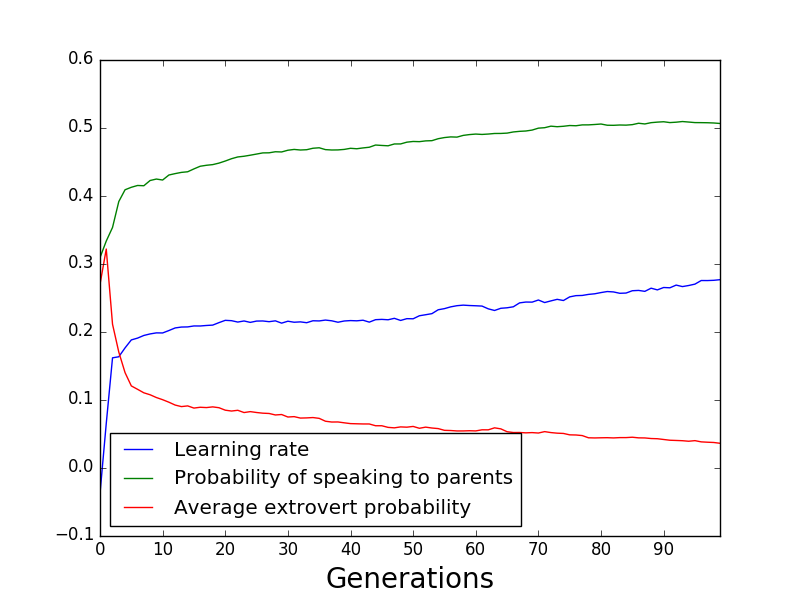 0.6
0.5
0.4
0.3
0.2
0.1
0.0
−0.1
Learning rate
Probability of speaking to parents
Average extrovert probability
0 10 20 30 40 50 60 70 80 90
Generations